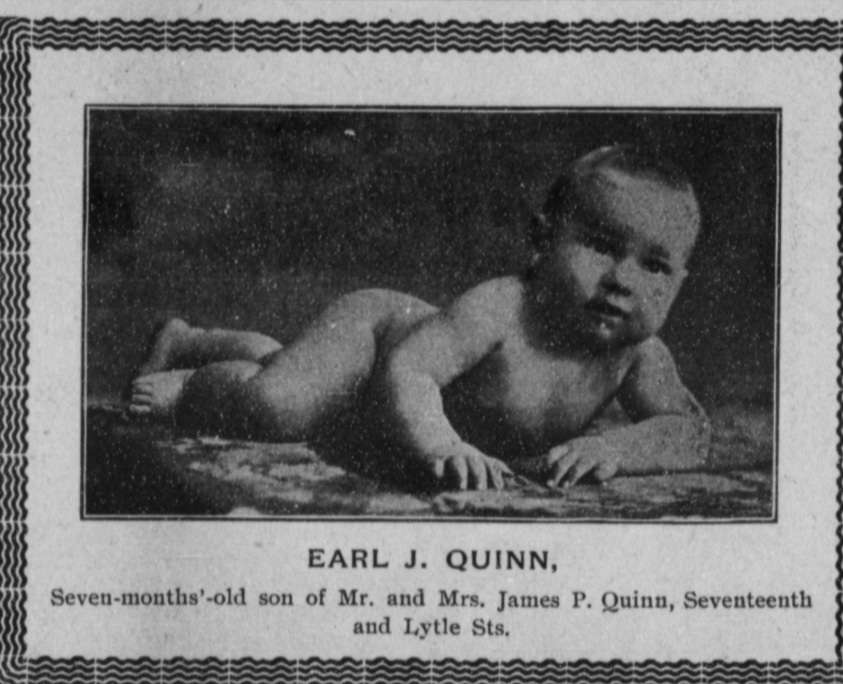 EARL J. QUINN,
Seven-months'-old son of Mr. and Mrs. James P. Quinn, Seventeenth
and Lytle Sts.